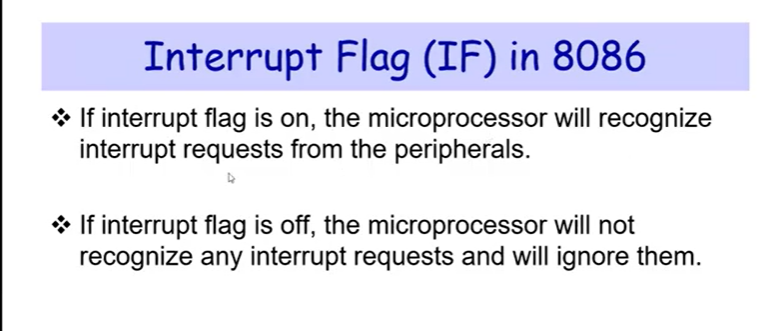 Interrupt Flag (IF) in 8086
❖ If interrupt flag is on, the microprocessor will recognize
interrupt requests from the peripherals.
❖ If interrupt flag is off, the microprocessor will not
recognize any interrupt requests and will ignore them.